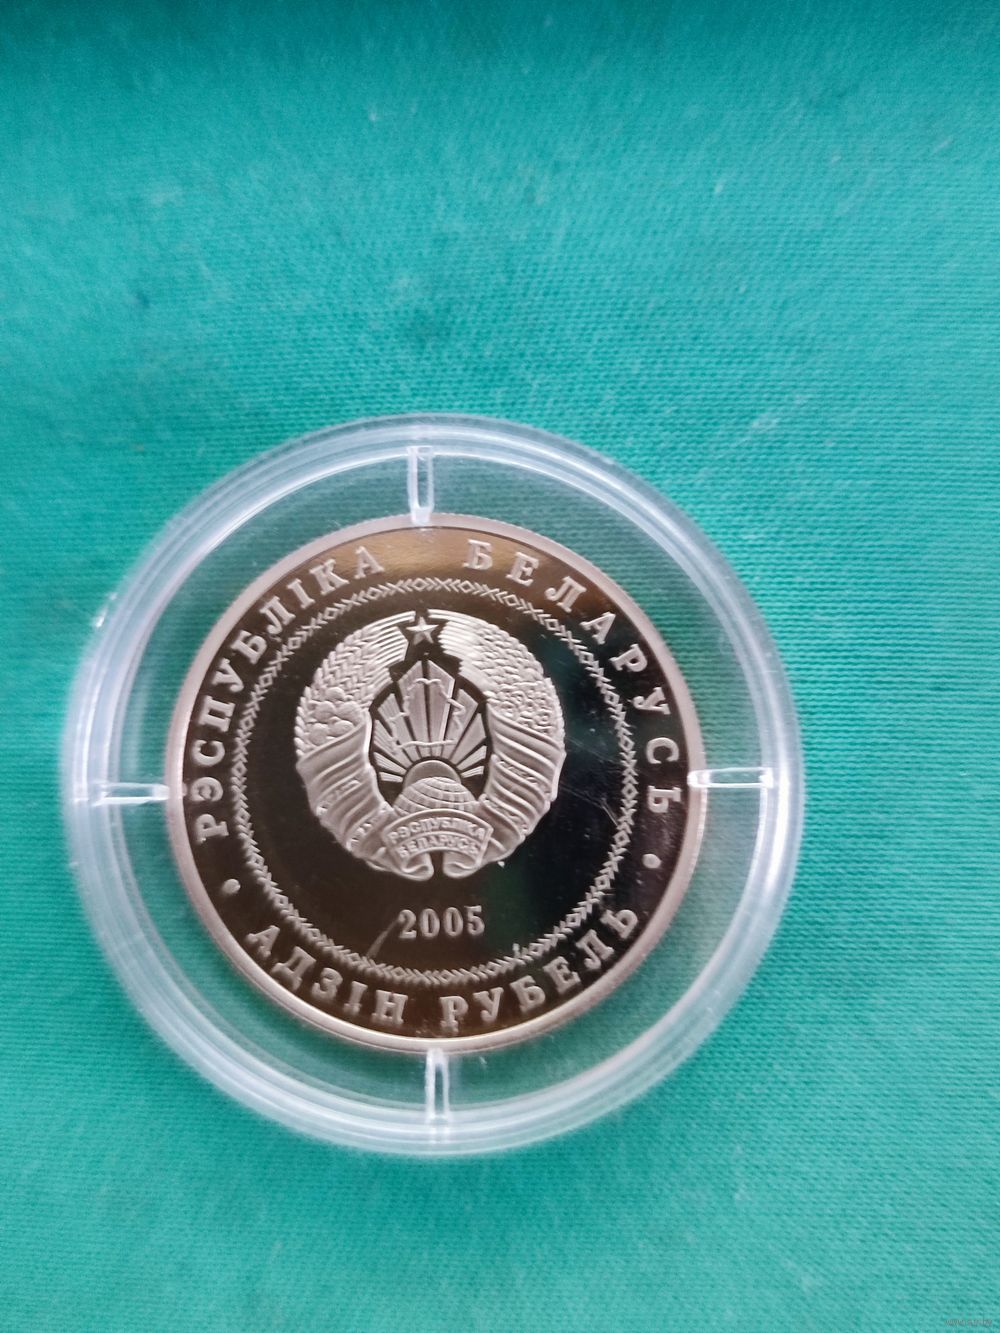 РЭСПУБЛІКА БЕЛАРУСЬ
РЭСПУБЛІКА
БЕЛАРУСЬ
2005
• АДЗІН РУБЕЛЬ •